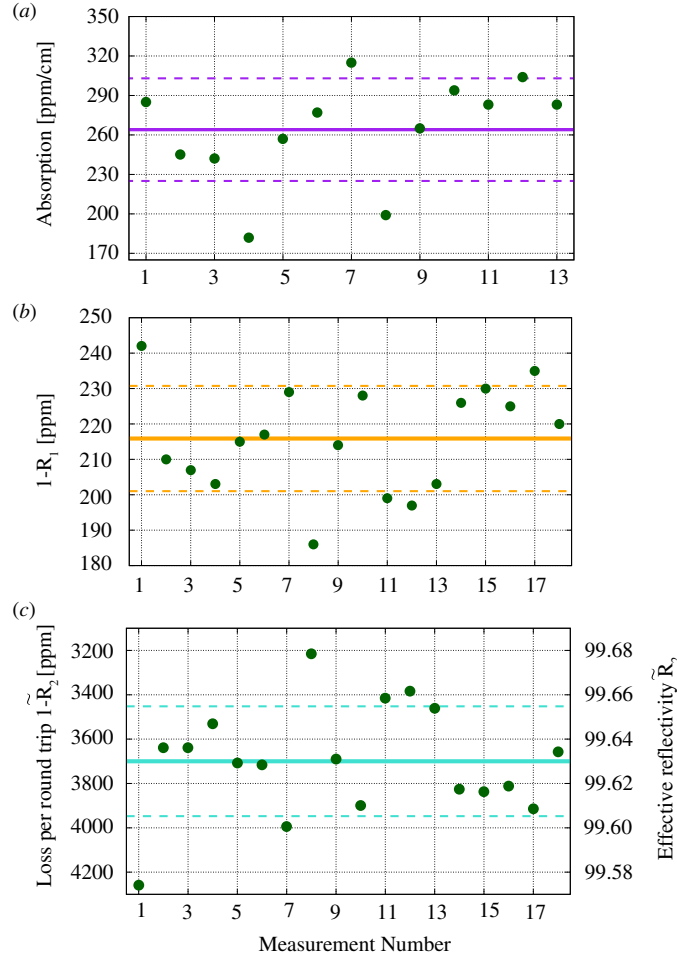 (a)
Absorption [ppm/cm]
350
330
290
260
230
200
170
1 3 5 7 9 11 13
(b)
1-R₁ [ppm]
250
240
230
220
210
200
190
180
1 3 5 7 9 11 13 15 17
(c)
Loss per round trip 1-R̃₂ [ppm]
3200
3400
3600
3800
4000
4200
1 3 5 7 9 11 13 15 17
Measurement Number
99.68
99.66
99.64
99.62
99.60
99.58
Effective reflectivity R̃₂